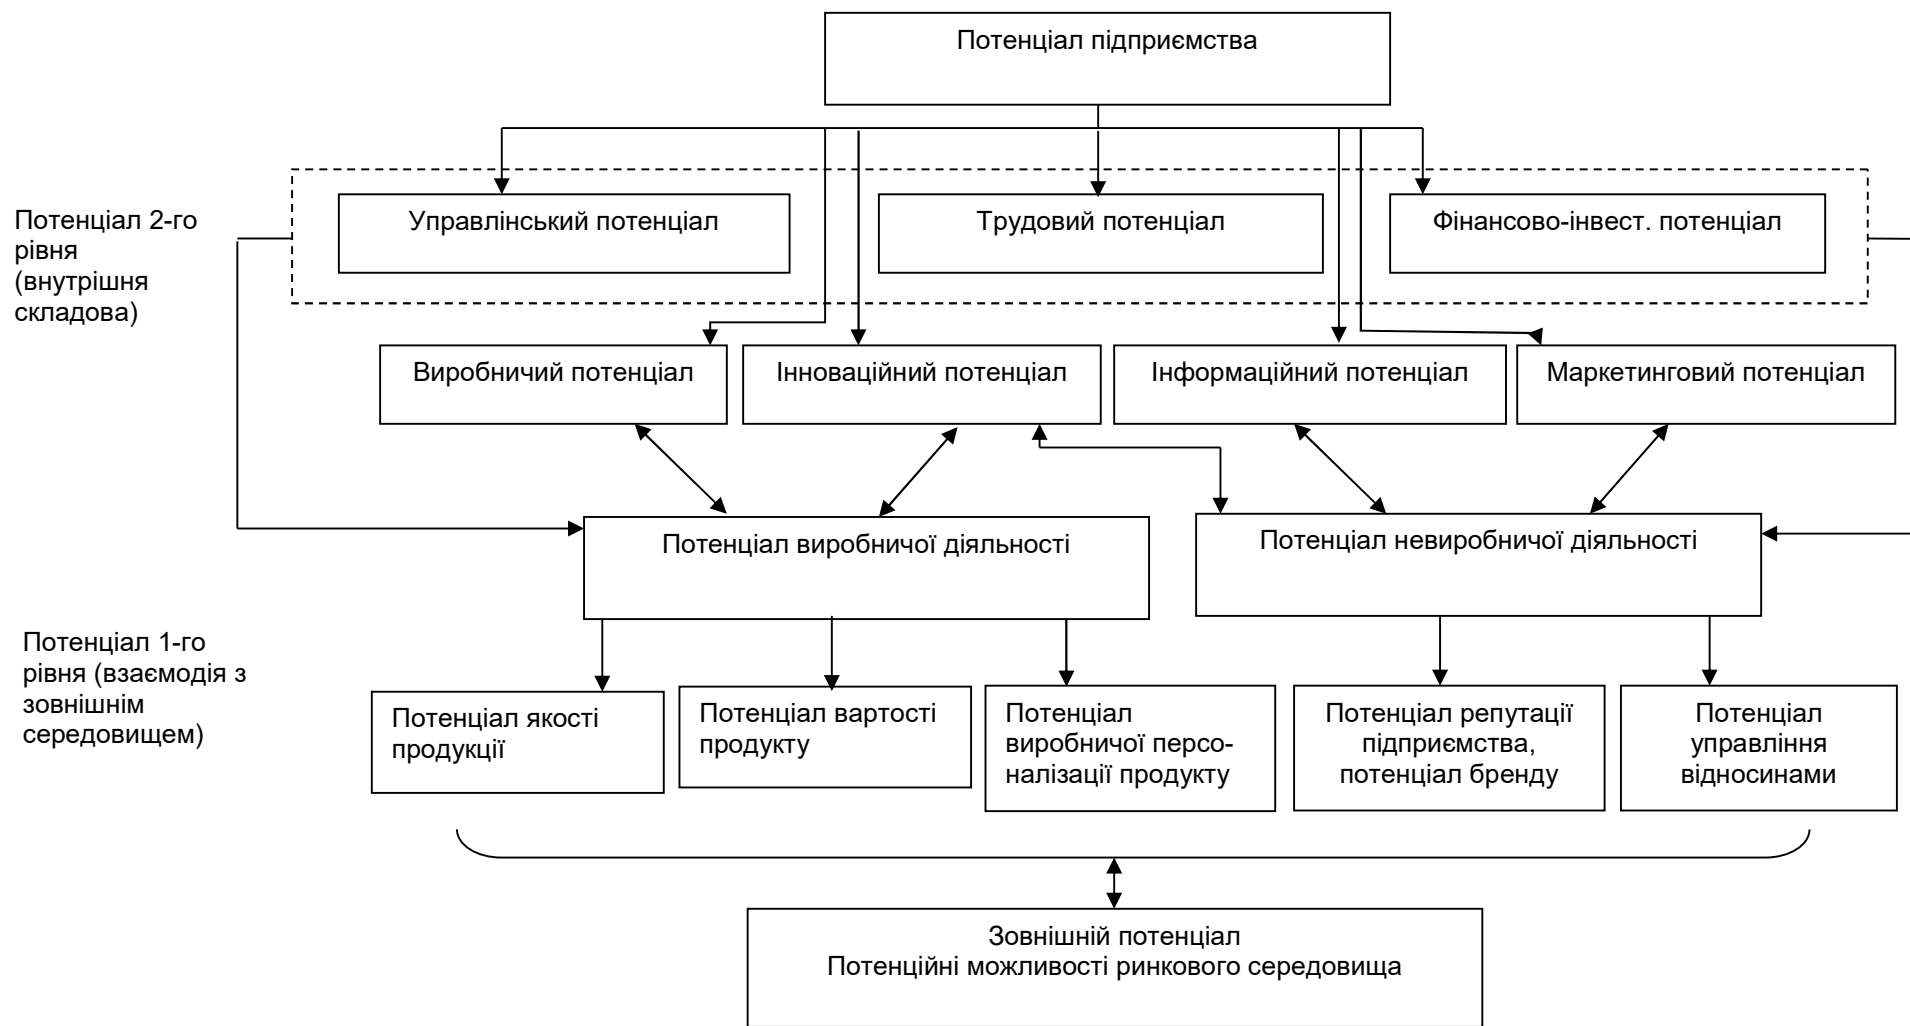 Потенціал підприємства
Управлінський потенціал
Трудовий потенціал
Фінансово-інвест. потенціал
Потенціал 2-го
рівня
(внутрішня
складова)
Виробничий потенціал
Інноваційний потенціал
Інформаційний потенціал
Маркетинговий потенціал
Потенціал виробничої діяльності
Потенціал невиробничої діяльності
Потенціал 1-го
рівня (взаємодія з
зовнішнім
середовищем)
Потенціал якості
продукції
Потенціал вартості
продукту
Потенціал
виробничої персо-
налізації продукту
Потенціал репутації
підприємства,
потенціал бренду
Потенціал
управління
відносинами
Зовнішній потенціал
Потенційні можливості ринкового середовища